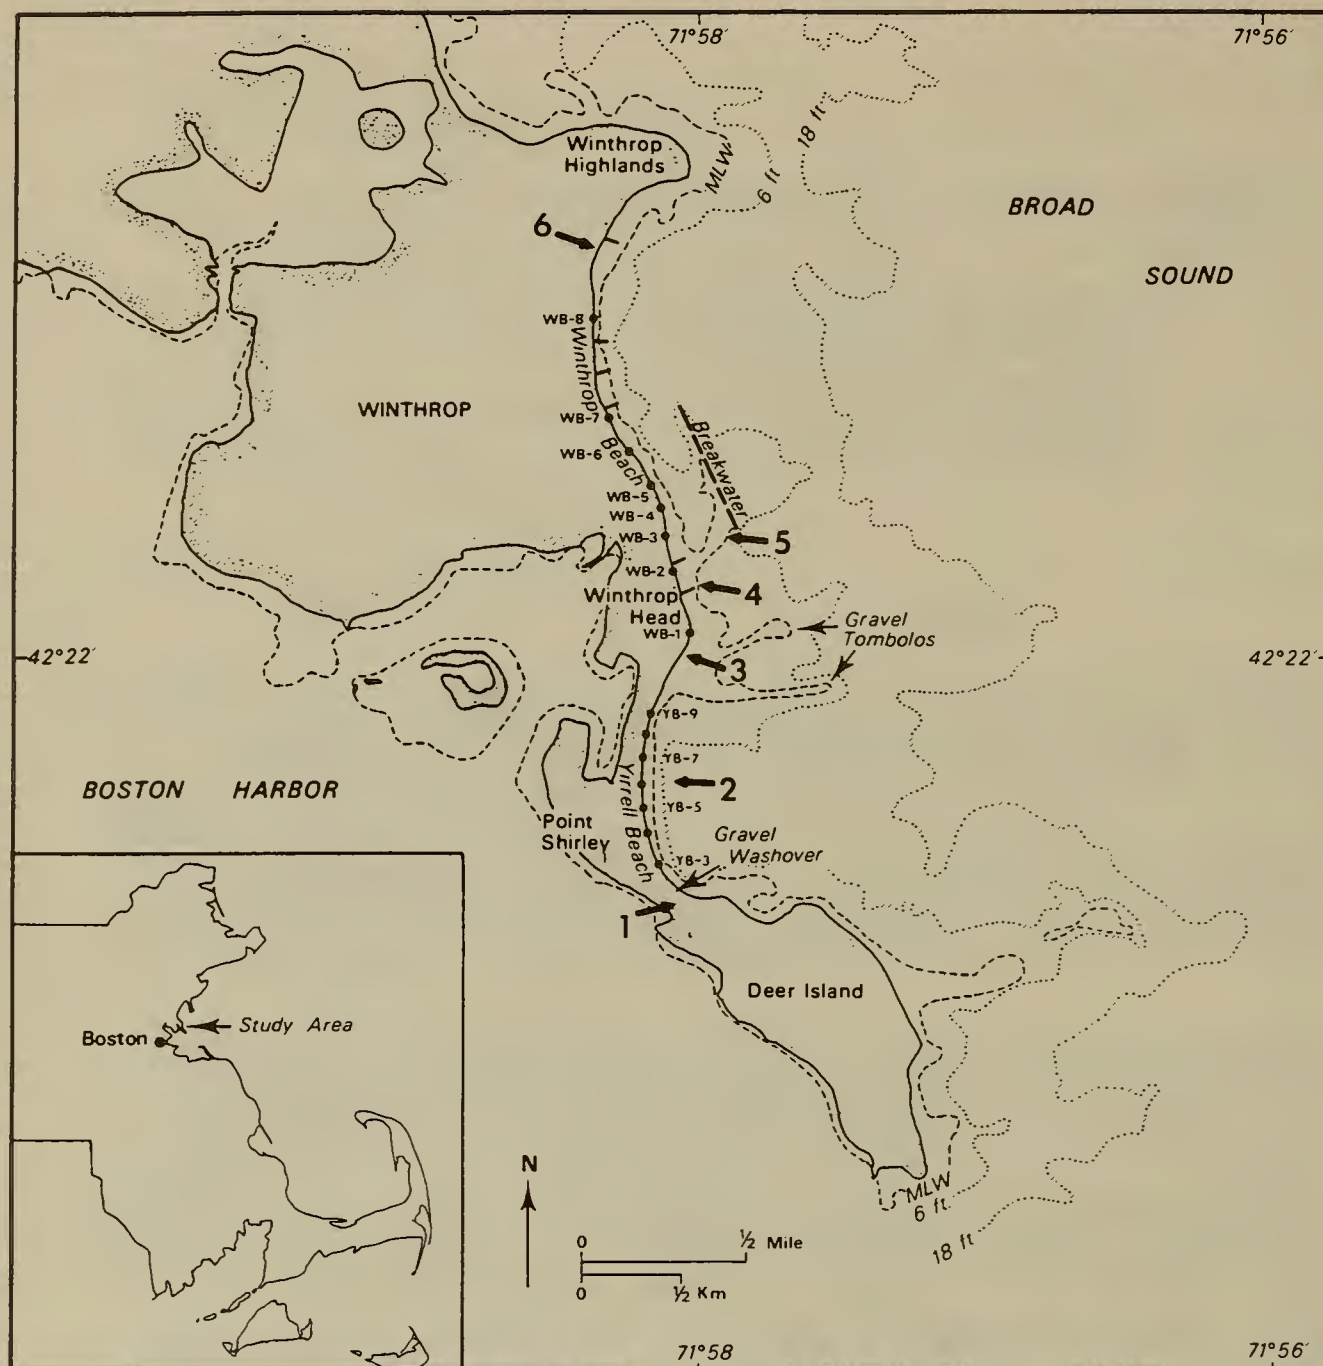 71°58′
71°56′
Winthrop
Highlands
MLW
6 ft
18 ft
BROAD
SOUND
6
WB-8
Winthrop
Beach
WINTHROP
WB-7
WB-6
WB-5
WB-4
WB-3
WB-2
WB-1
Breakwater
5
4
Winthrop
Head
Gravel
Tombolos
3
42°22′
42°22′
YB-9
YB-7
YB-5
YB-3
2
Yirrell Beach
BOSTON HARBOR
Point
Shirley
Gravel
Washover
1
Deer Island
Boston
Study Area
MLW
6 ft.
18 ft
N
0
½ Mile
0
½ Km
71°58
71°56′